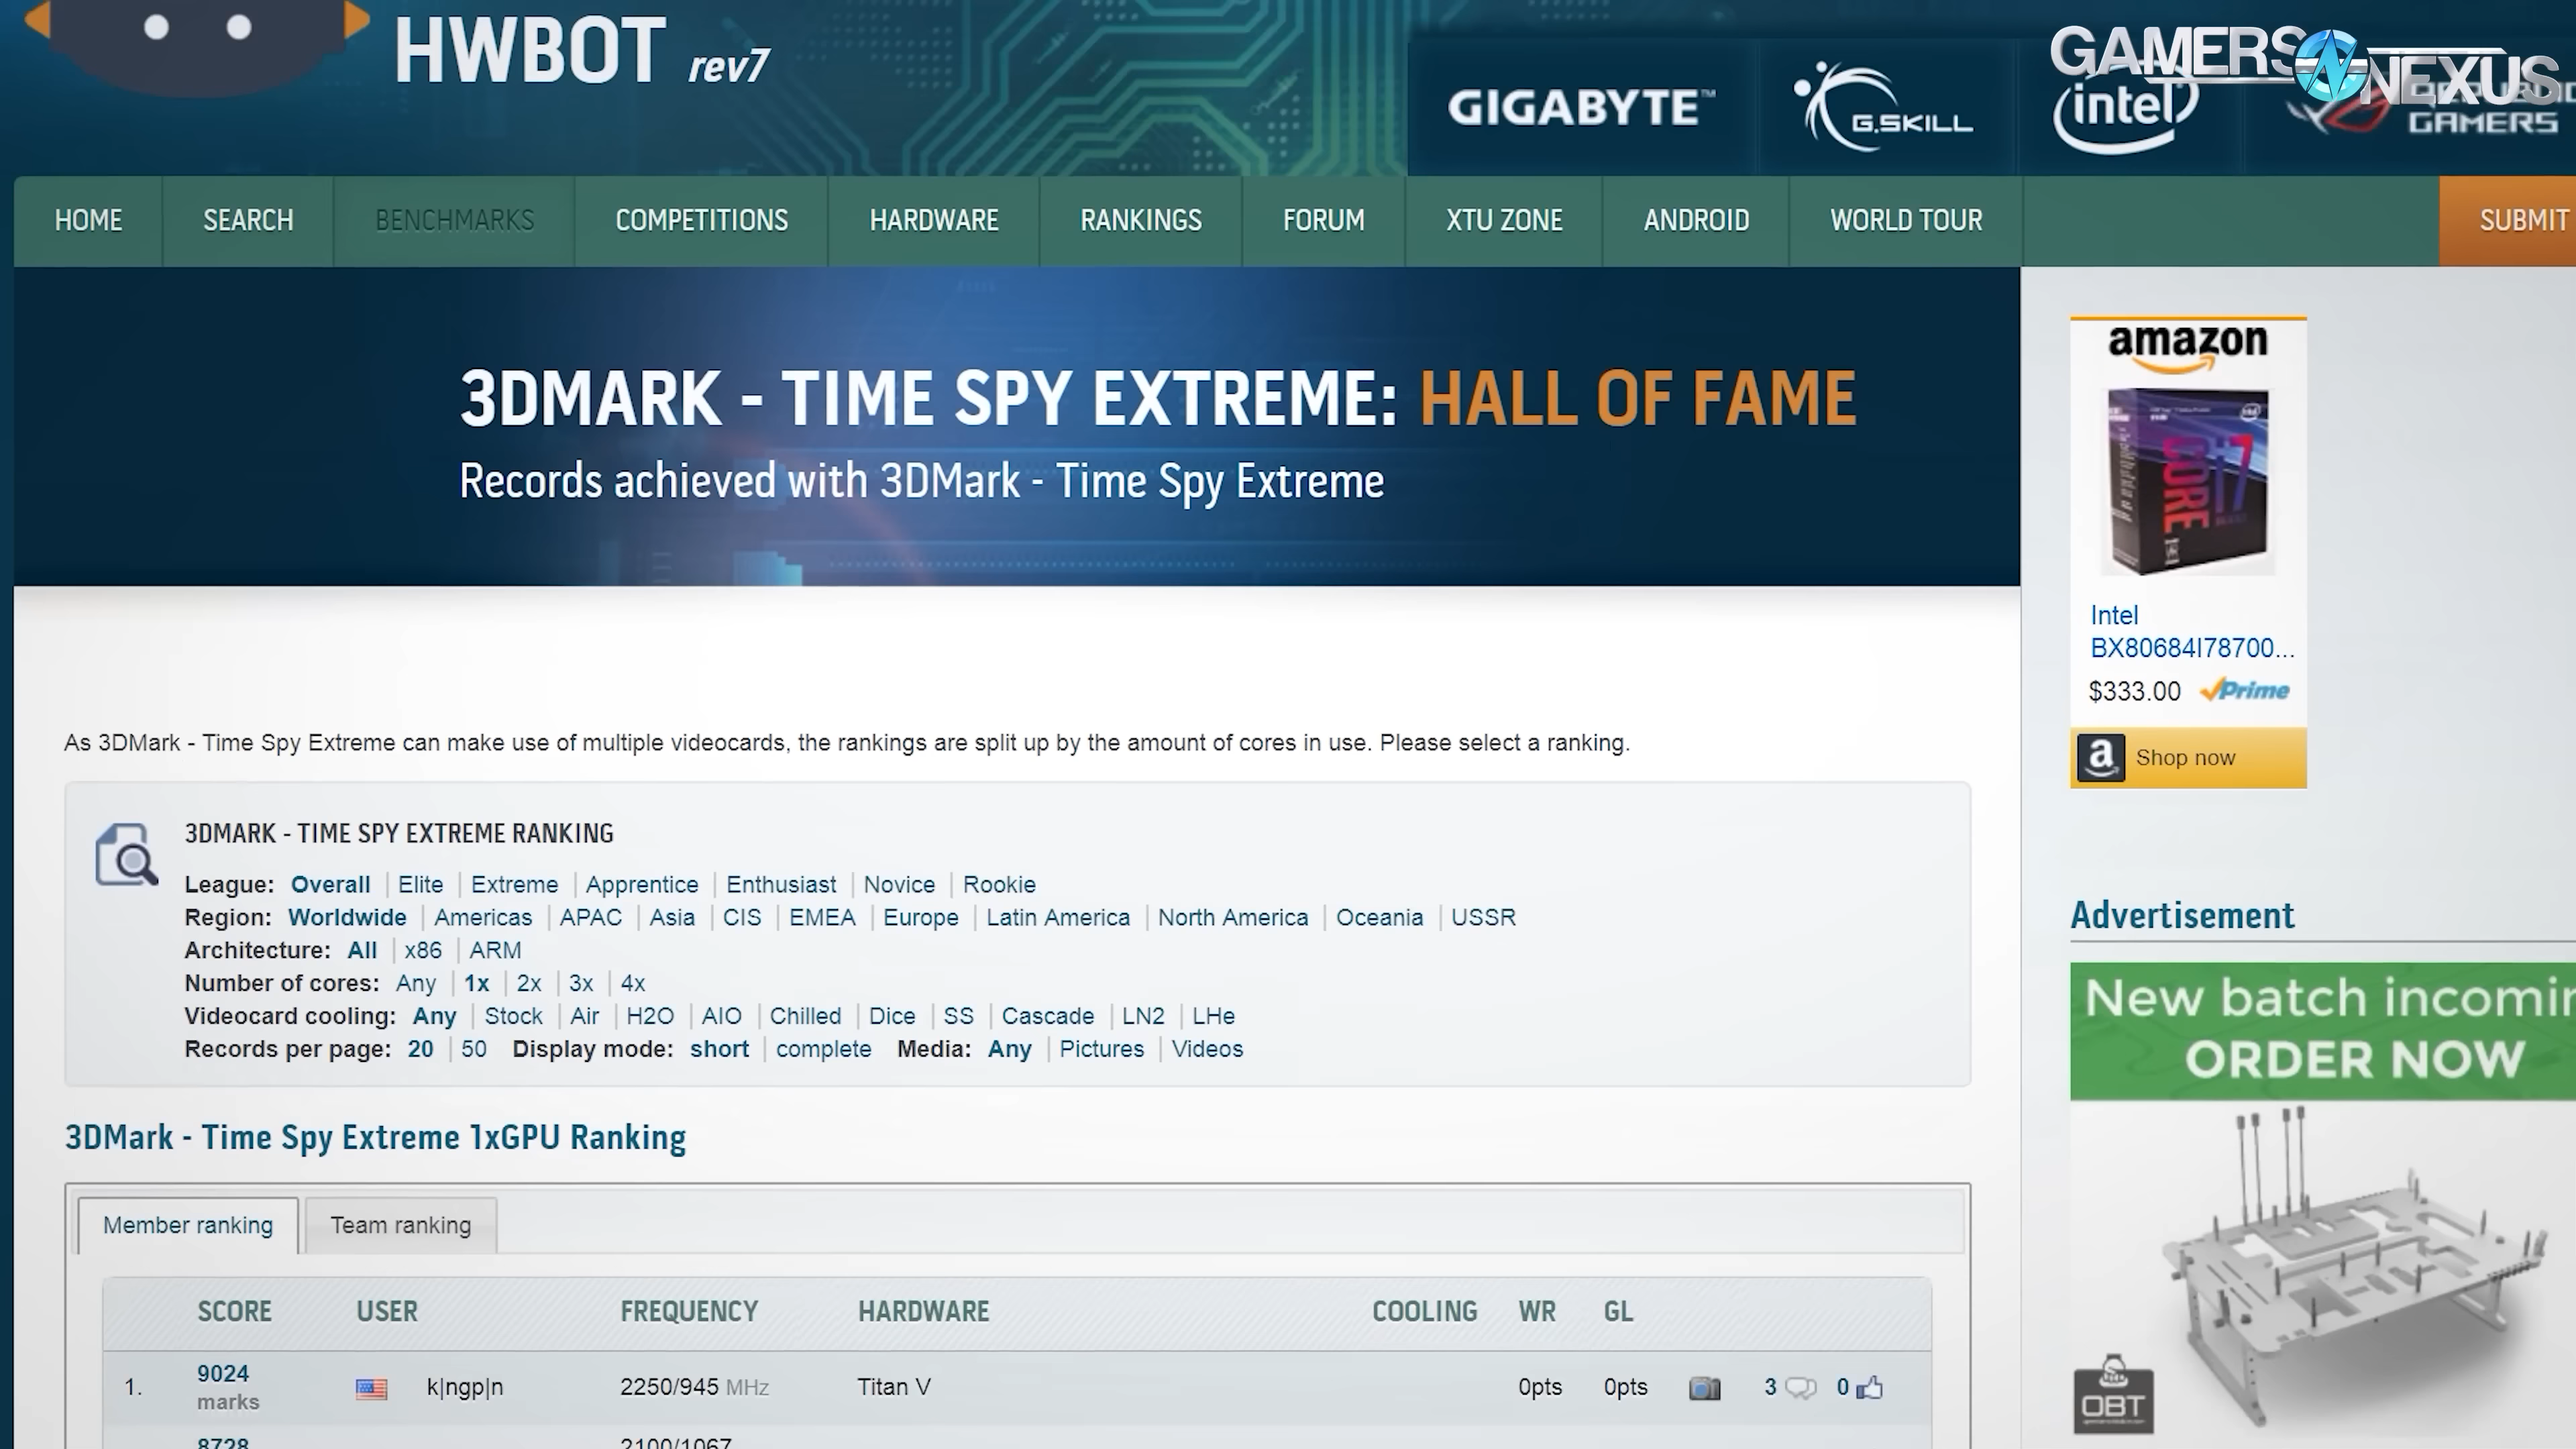 HWBOT rev7
GAMERS NEXUS
GIGABYTE™
G.SKILL
intel
GAMERS
HOME SEARCH BENCHMARKS COMPETITIONS HARDWARE RANKINGS FORUM XTU ZONE ANDROID WORLD TOUR SUBMIT
3DMARK - TIME SPY EXTREME: HALL OF FAME
Records achieved with 3DMark - Time Spy Extreme
amazon
CORE i7
Intel
BX80684I78700...
$333.00 Prime
Shop now
As 3DMark - Time Spy Extreme can make use of multiple videocards, the rankings are split up by the amount of cores in use. Please select a ranking.
3DMARK - TIME SPY EXTREME RANKING
League: Overall Elite Extreme Apprentice Enthusiast Novice Rookie
Region: Worldwide Americas APAC Asia CIS EMEA Europe Latin America North America Oceania USSR
Architecture: All x86 ARM
Number of cores: Any 1x 2x 3x 4x
Videocard cooling: Any Stock Air H2O AIO Chilled Dice SS Cascade LN2 LHe
Records per page: 20 50 Display mode: short complete Media: Any Pictures Videos
Advertisement
New batch incomin
ORDER NOW
OBT
3DMark - Time Spy Extreme 1xGPU Ranking
Member ranking Team ranking
SCORE USER FREQUENCY HARDWARE COOLING WR GL
1. 9024 marks k|ngp|n 2250/945 MHz Titan V 0pts 0pts 3 0
8728 2100/1067